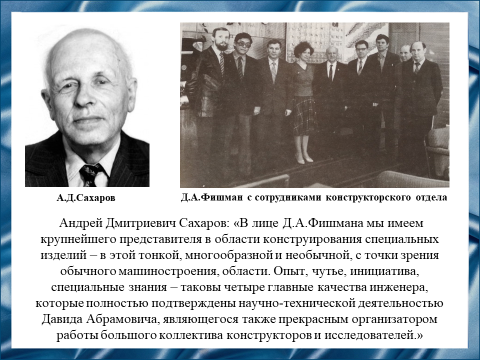 А.Д.Сахаров
Д.А.Фишман с сотрудниками конструкторского отдела
Андрей Дмитриевич Сахаров: «В лице Д.А.Фишмана мы имеем
крупнейшего представителя в области конструирования специальных
изделий – в этой тонкой, многообразной и необычной, с точки зрения
обычного машиностроения, области. Опыт, чутье, инициатива,
специальные знания – таковы четыре главные качества инженера,
которые полностью подтверждены научно-технической деятельностью
Давида Абрамовича, являющегося также прекрасным организатором
работы большого коллектива конструкторов и исследователей.»